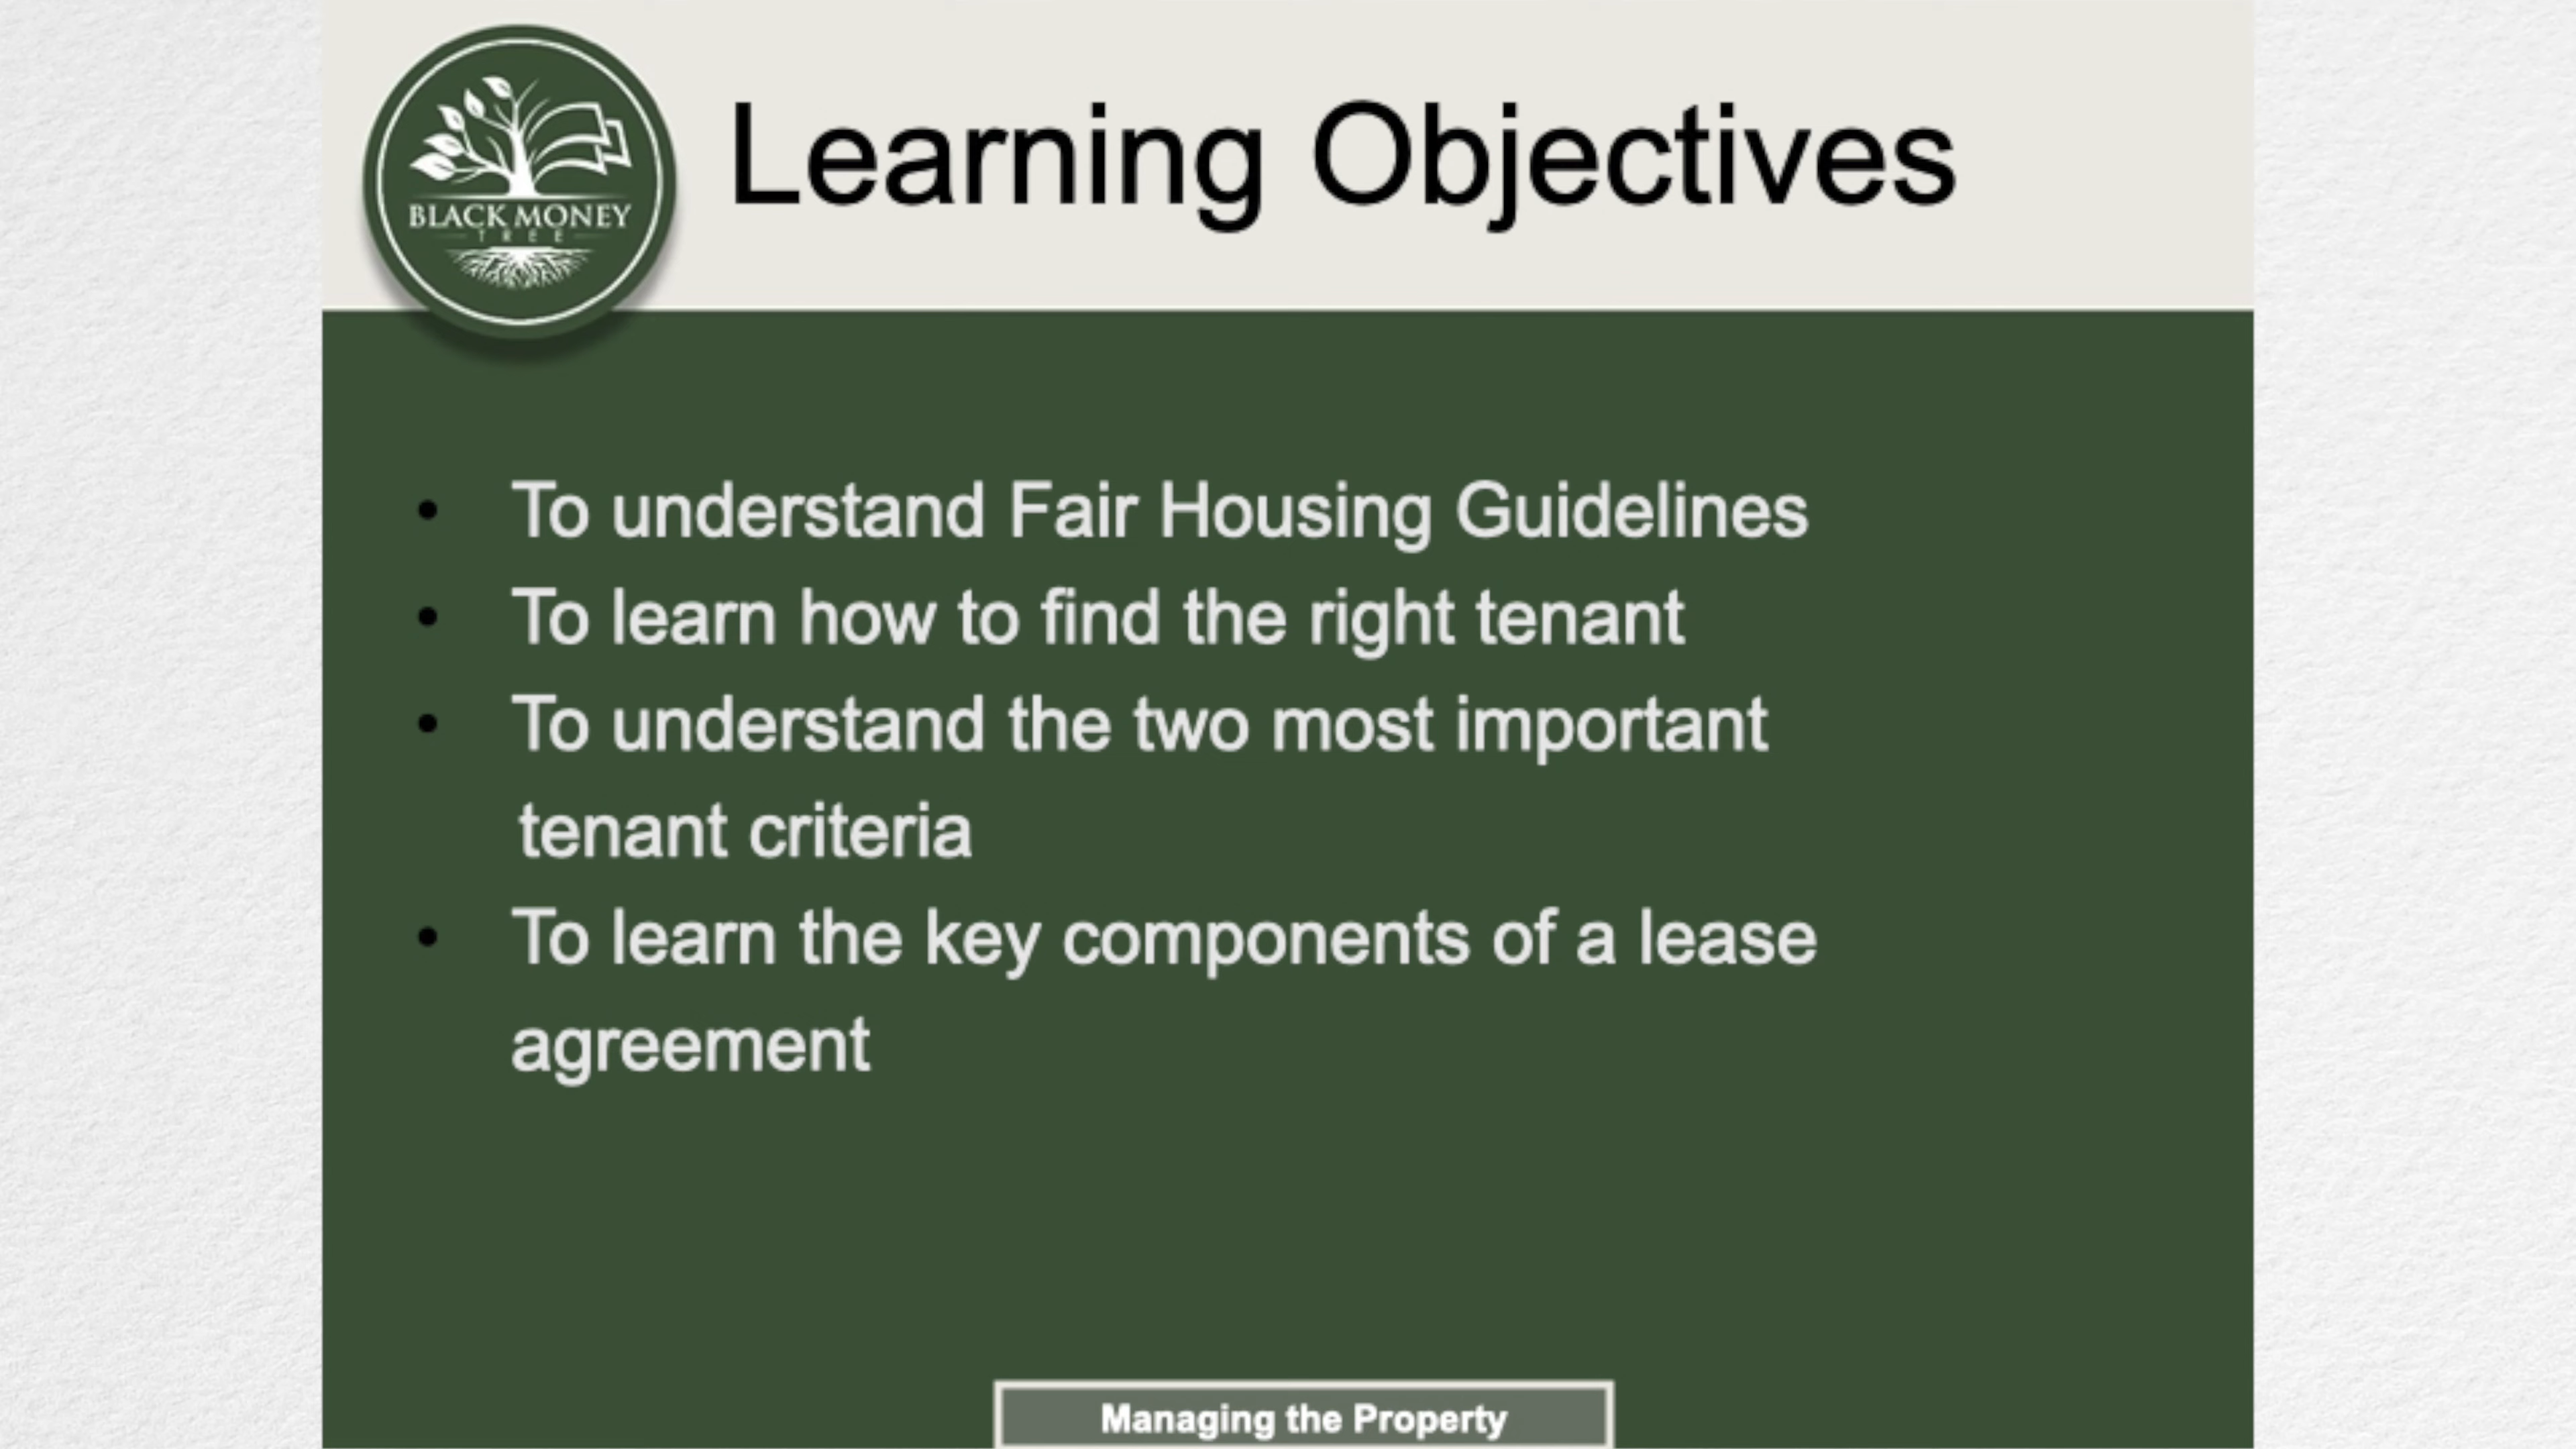 BLACK MONEY
TREE
Learning Objectives
• To understand Fair Housing Guidelines
• To learn how to find the right tenant
• To understand the two most important
tenant criteria
• To learn the key components of a lease
agreement
Managing the Property